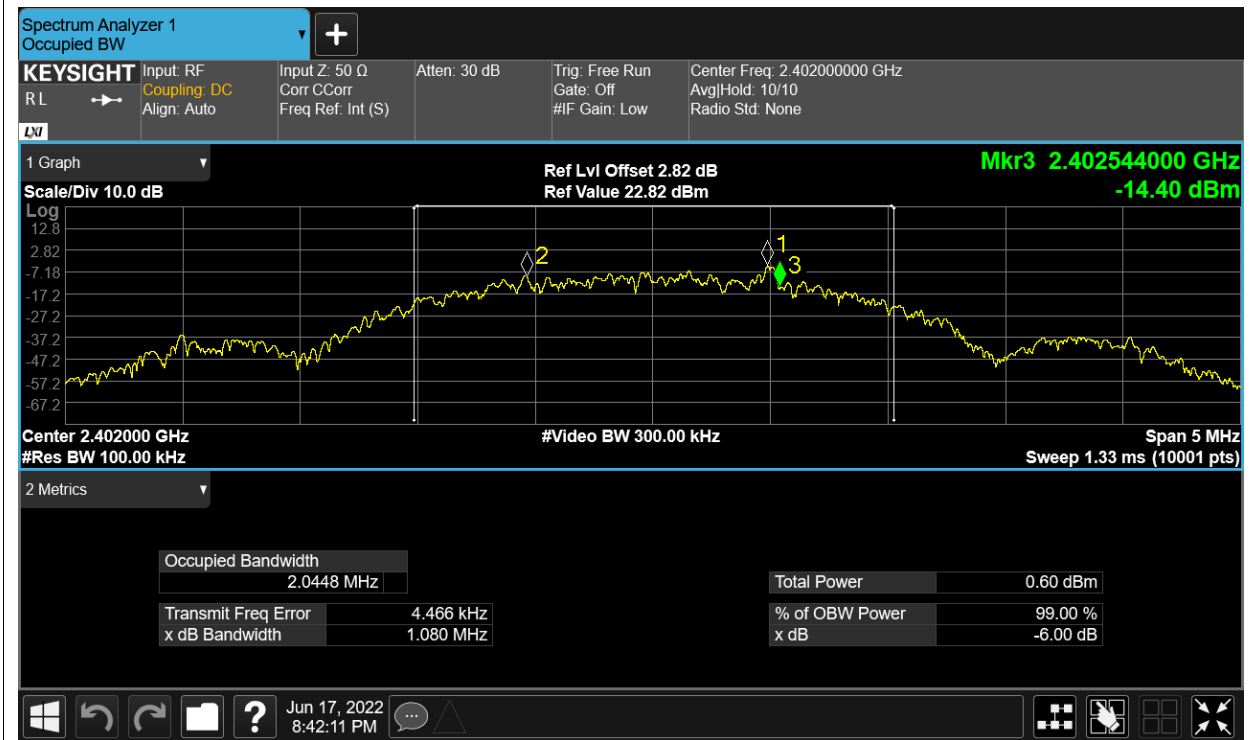 Spectrum Analyzer 1
Occupied BW
+
KEYSIGHT Input: RF Input Z: 50 Ω Atten: 30 dB Trig: Free Run Center Freq: 2.402000000 GHz
R L Coupling: DC Corr CCorr Gate: Off Avg|Hold: 10/10
Align: Auto Freq Ref: Int (S) #IF Gain: Low Radio Std: None
LXI
1 Graph Ref Lvl Offset 2.82 dB Mkr3 2.402544000 GHz
Scale/Div 10.0 dB Ref Value 22.82 dBm -14.40 dBm
Log
12.8
2.82
-7.18
-17.2
-27.2
-37.2
-47.2
-57.2
-67.2
2
1
3
Center 2.402000 GHz #Video BW 300.00 kHz Span 5 MHz
#Res BW 100.00 kHz Sweep 1.33 ms (10001 pts)
2 Metrics
Occupied Bandwidth
2.0448 MHz Total Power 0.60 dBm
Transmit Freq Error 4.466 kHz % of OBW Power 99.00 %
x dB Bandwidth 1.080 MHz x dB -6.00 dB
? Jun 17, 2022
8:42:11 PM